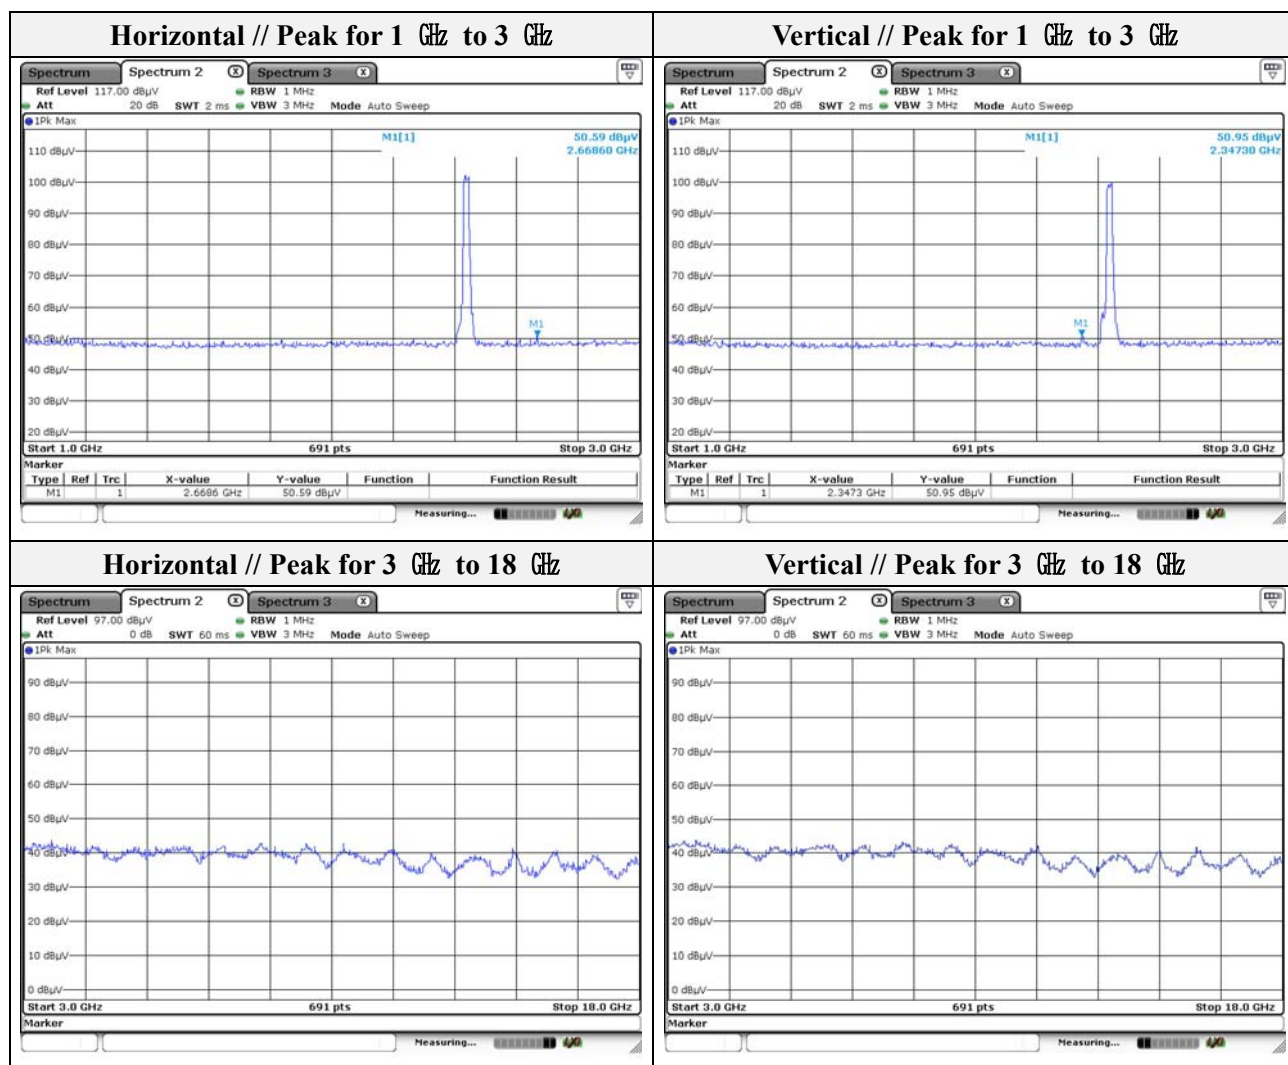 Horizontal // Peak for 1 ㎓ to 3 ㎓
Spectrum Spectrum 2 X Spectrum 3 X
Ref Level 117.00 dBµV RBW 1 MHz
Att 20 dB SWT 2 ms VBW 3 MHz Mode Auto Sweep
1Pk Max
M1[1] 50.59 dBµV
2.66860 GHz
110 dBµV
100 dBµV
90 dBµV
80 dBµV
70 dBµV
60 dBµV
M1
50 dBµV
40 dBµV
30 dBµV
20 dBµV
Start 1.0 GHz 691 pts Stop 3.0 GHz
Marker
Type Ref Trc X-value Y-value Function Function Result
M1 1 2.6686 GHz 50.59 dBµV
Measuring...
Vertical // Peak for 1 ㎓ to 3 ㎓
Spectrum Spectrum 2 X Spectrum 3 X
Ref Level 117.00 dBµV RBW 1 MHz
Att 20 dB SWT 2 ms VBW 3 MHz Mode Auto Sweep
1Pk Max
M1[1] 50.95 dBµV
2.34730 GHz
110 dBµV
100 dBµV
90 dBµV
80 dBµV
70 dBµV
60 dBµV
M1
50 dBµV
40 dBµV
30 dBµV
20 dBµV
Start 1.0 GHz 691 pts Stop 3.0 GHz
Marker
Type Ref Trc X-value Y-value Function Function Result
M1 1 2.3473 GHz 50.95 dBµV
Measuring...
Horizontal // Peak for 3 ㎓ to 18 ㎓
Spectrum Spectrum 2 X Spectrum 3 X
Ref Level 97.00 dBµV RBW 1 MHz
Att 0 dB SWT 60 ms VBW 3 MHz Mode Auto Sweep
1Pk Max
90 dBµV
80 dBµV
70 dBµV
60 dBµV
50 dBµV
40 dBµV
30 dBµV
20 dBµV
10 dBµV
0 dBµV
Start 3.0 GHz 691 pts Stop 18.0 GHz
Marker
Measuring...
Vertical // Peak for 3 ㎓ to 18 ㎓
Spectrum Spectrum 2 X Spectrum 3 X
Ref Level 97.00 dBµV RBW 1 MHz
Att 0 dB SWT 60 ms VBW 3 MHz Mode Auto Sweep
1Pk Max
90 dBµV
80 dBµV
70 dBµV
60 dBµV
50 dBµV
40 dBµV
30 dBµV
20 dBµV
10 dBµV
0 dBµV
Start 3.0 GHz 691 pts Stop 18.0 GHz
Marker
Measuring...